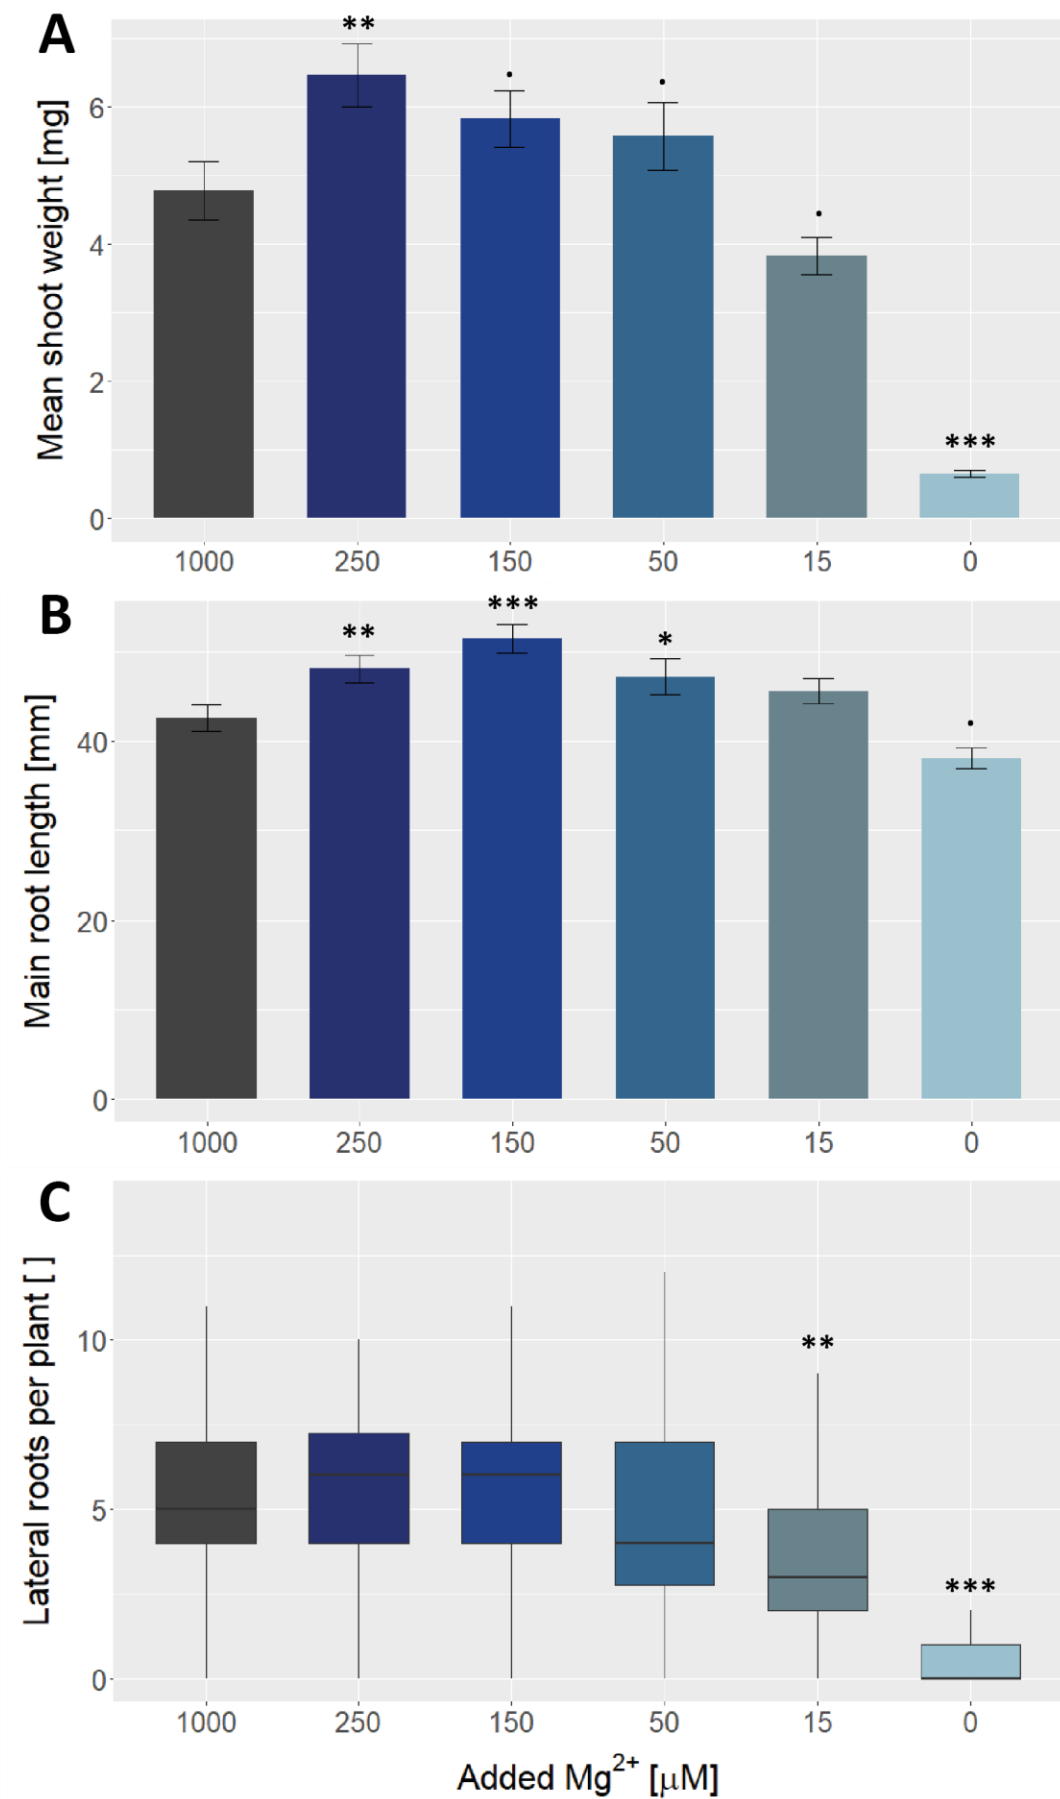 A
Mean shoot weight [mg]
6
4
2
0
**
•
•
•
***
1000 250 150 50 15 0
B
Main root length [mm]
40
20
0
**
***
*
•
1000 250 150 50 15 0
C
Lateral roots per plant [ ]
10
5
0
**
***
1000 250 150 50 15 0
Added Mg²⁺ [μM]